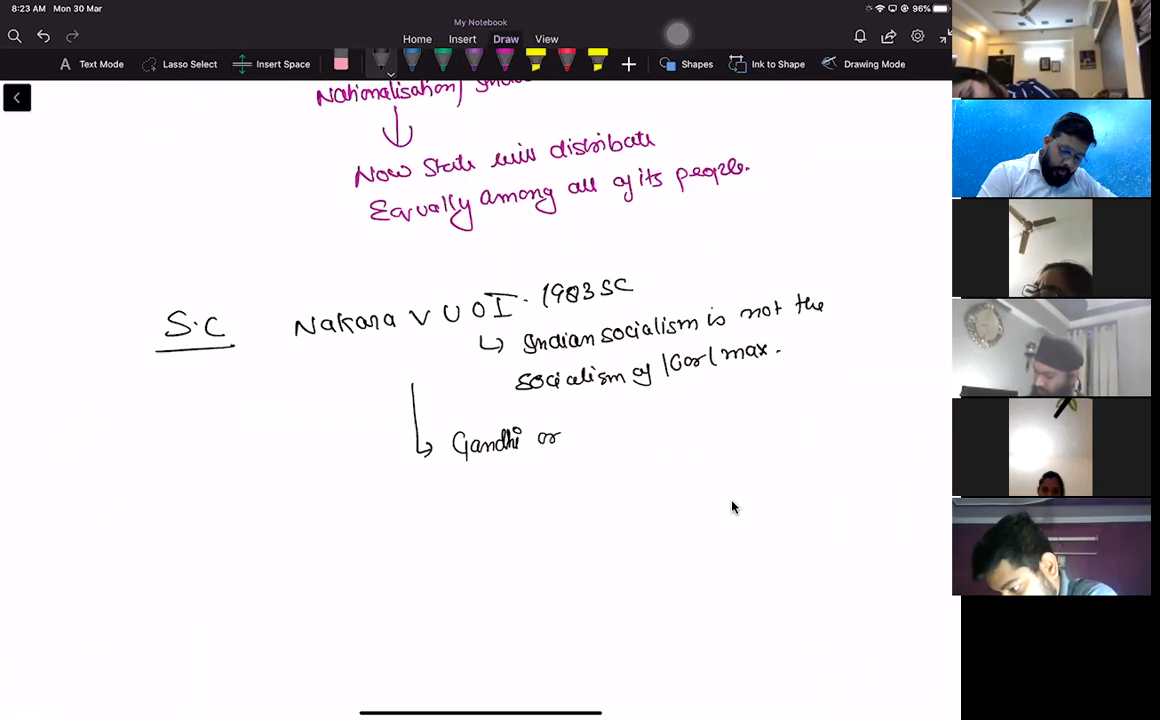 8:23 AM Mon 30 Mar
96%
My Notebook
Home Insert Draw View
Text Mode Lasso Select Insert Space Shapes Ink to Shape Drawing Mode
Nationalisation /
Now State will distribate
Equally among all of its people.
S.C Nakara V U O I . 1983 SC
Indian socialism is not the
socialism of Karl max.
Gandhi or